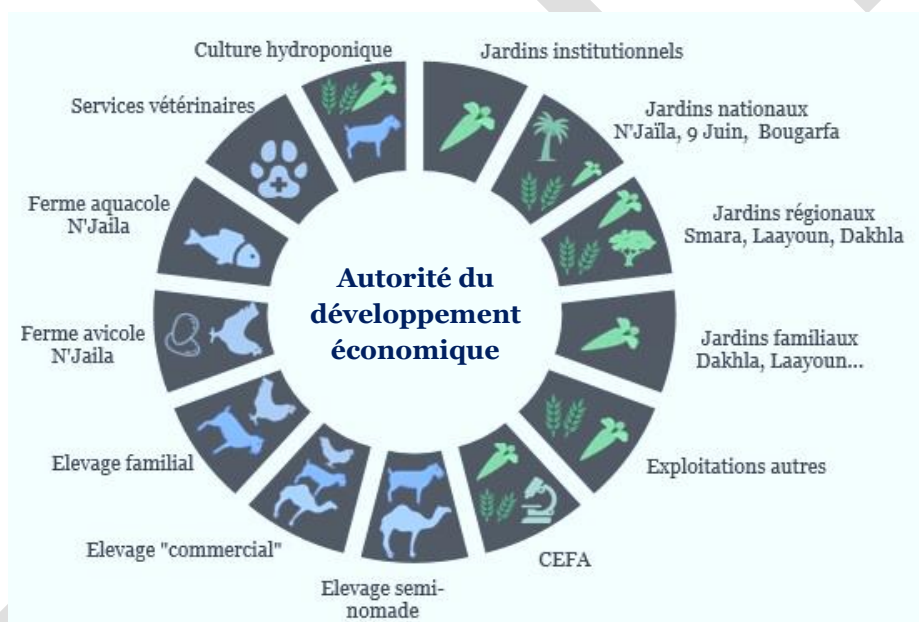 Culture hydroponique
Jardins institutionnels
Services vétérinaires
Jardins nationaux
N'Jaïla, 9 Juin, Bougarfa
Ferme aquacole
N'Jaila
Jardins régionaux
Smara, Laayoun, Dakhla
Autorité du
développement
économique
Ferme avicole
N'Jaila
Jardins familiaux
Dakhla, Laayoun...
Elevage familial
Exploitations autres
Elevage "commercial"
CEFA
Elevage semi-
nomade